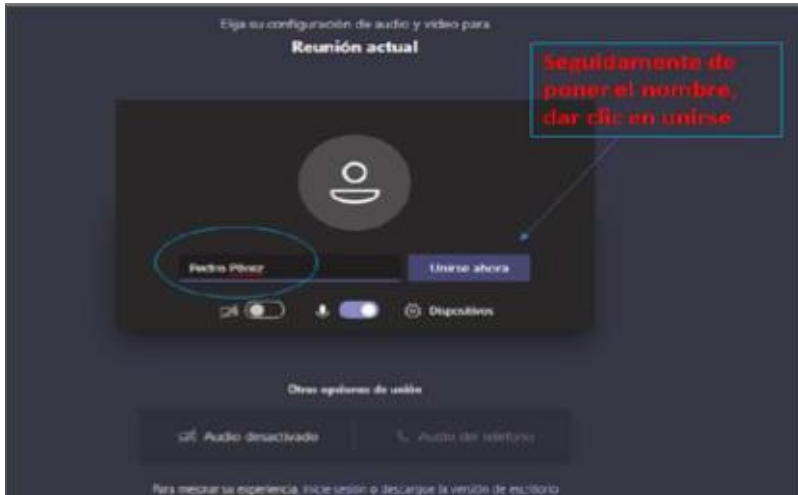 Elija su configuración de audio y video para
Reunión actual
Seguidamente de
poner el nombre,
dar clic en unirse
Pedro Pérez
Unirse ahora
Dispositivos
Otras opciones de unión
Audio desactivado
Audio del teléfono
Para mejorar su experiencia, inicie sesión o descargue la versión de escritorio